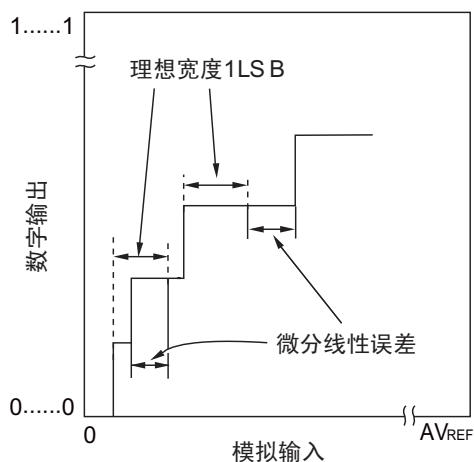 1......1
理想宽度1LSB
数字输出
微分线性误差
0......0
0
AVREF
模拟输入